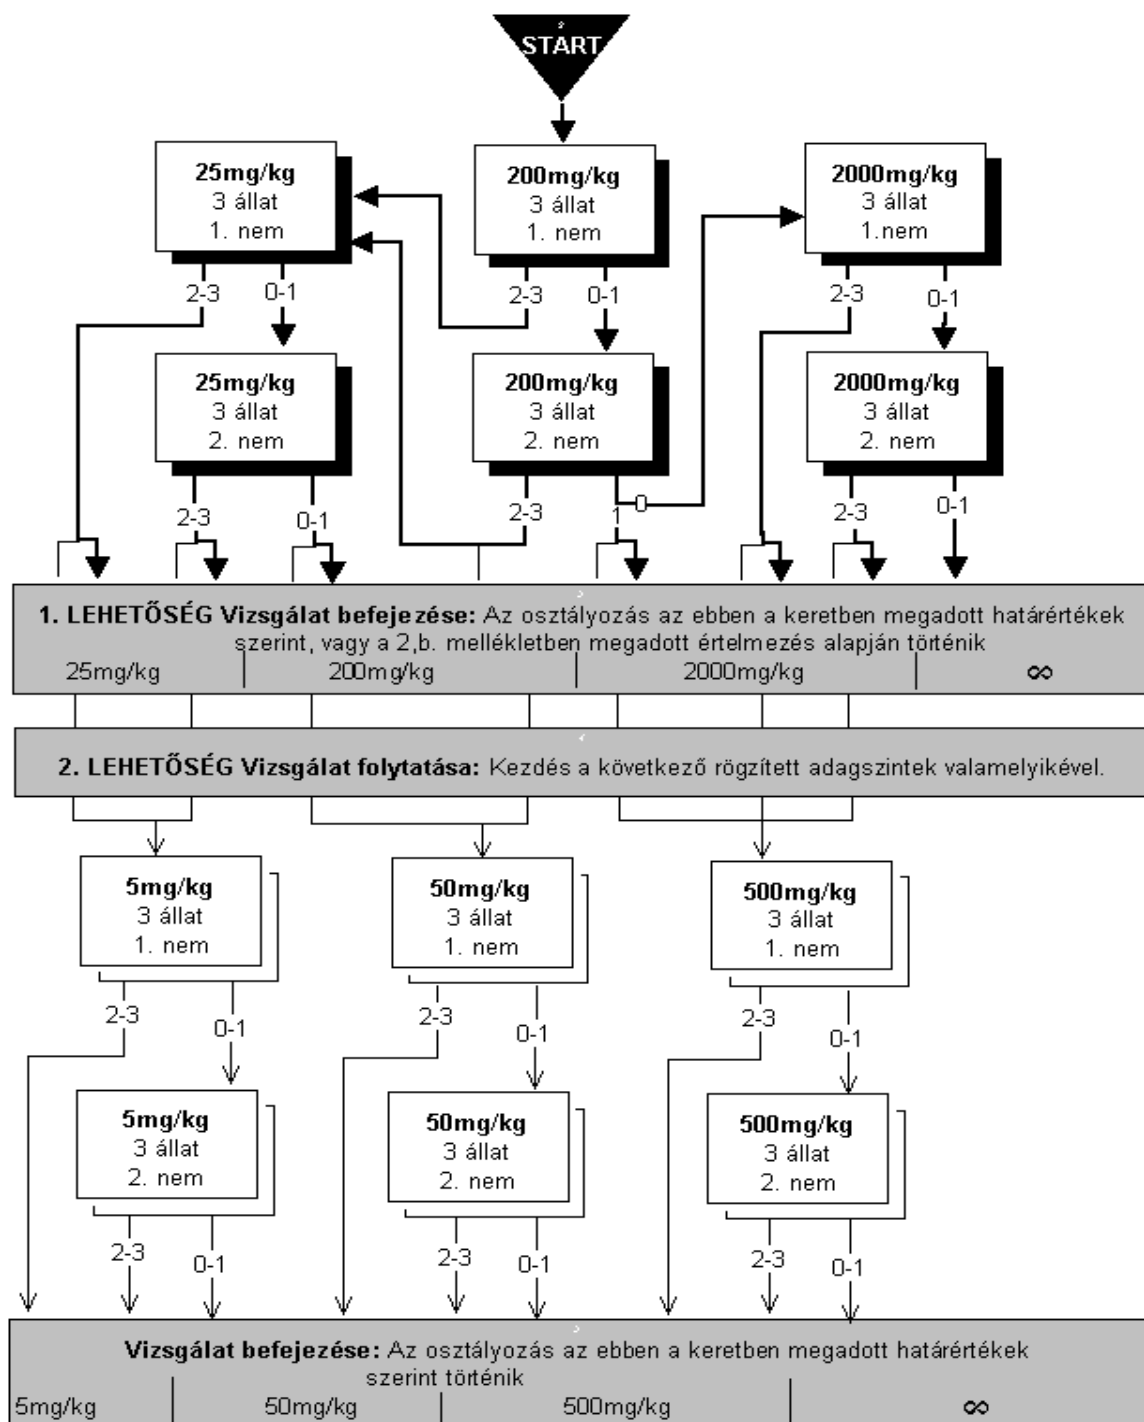 START
25mg/kg
3 állat
1. nem
200mg/kg
3 állat
1. nem
2000mg/kg
3 állat
1.nem
2-3
0-1
2-3
0-1
2-3
0-1
25mg/kg
3 állat
2. nem
200mg/kg
3 állat
2. nem
2000mg/kg
3 állat
2. nem
2-3
0-1
2-3
1
0
2-3
0-1
1. LEHETŐSÉG Vizsgálat befejezése: Az osztályozás az ebben a keretben megadott határértékek
szerint, vagy a 2,b. mellékletben megadott értelmezés alapján történik
25mg/kg 200mg/kg 2000mg/kg ∞
2. LEHETŐSÉG Vizsgálat folytatása: Kezdés a következő rögzített adagszintek valamelyikével.
5mg/kg
3 állat
1. nem
50mg/kg
3 állat
1. nem
500mg/kg
3 állat
1. nem
2-3
0-1
2-3
0-1
2-3
0-1
5mg/kg
3 állat
2. nem
50mg/kg
3 állat
2. nem
500mg/kg
3 állat
2. nem
2-3
0-1
2-3
0-1
2-3
0-1
Vizsgálat befejezése: Az osztályozás az ebben a keretben megadott határértékek
szerint történik
5mg/kg 50mg/kg 500mg/kg ∞